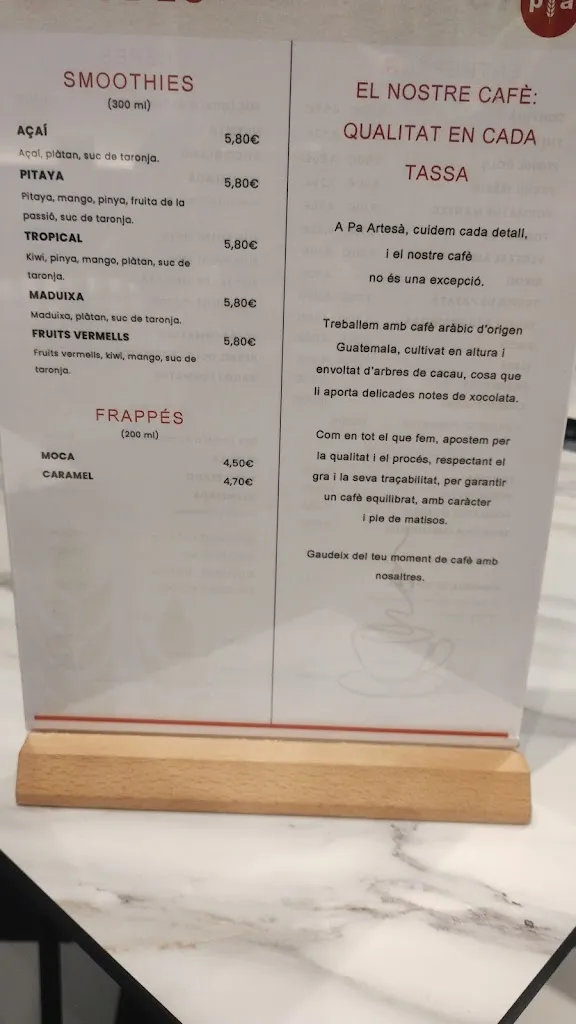 SMOOTHIES
(300 ml)
AÇAÍ 5,80€
Açaí, plàtan, suc de taronja.
PITAYA 5,80€
Pitaya, mango, pinya, fruita de la
passió, suc de taronja.
TROPICAL 5,80€
Kiwi, pinya, mango, plàtan, suc de
taronja.
MADUIXA 5,80€
Maduixa, plàtan, suc de taronja.
FRUITS VERMELLS 5,80€
Fruits vermells, kiwi, mango, suc de
taronja.
FRAPPÉS
(200 ml)
MOCA 4,50€
CARAMEL 4,70€
EL NOSTRE CAFÈ:
QUALITAT EN CADA
TASSA
A Pa Artesà, cuidem cada detall,
i el nostre cafè
no és una excepció.
Treballem amb cafè aràbic d'origen
Guatemala, cultivat en altura i
envoltat d'arbres de cacau, cosa que
li aporta delicades notes de xocolata.
Com en tot el que fem, apostem per
la qualitat i el procés, respectant el
gra i la seva traçabilitat, per garantir
un cafè equilibrat, amb caràcter
i ple de matisos.
Gaudeix del teu moment de cafè amb
nosaltres.